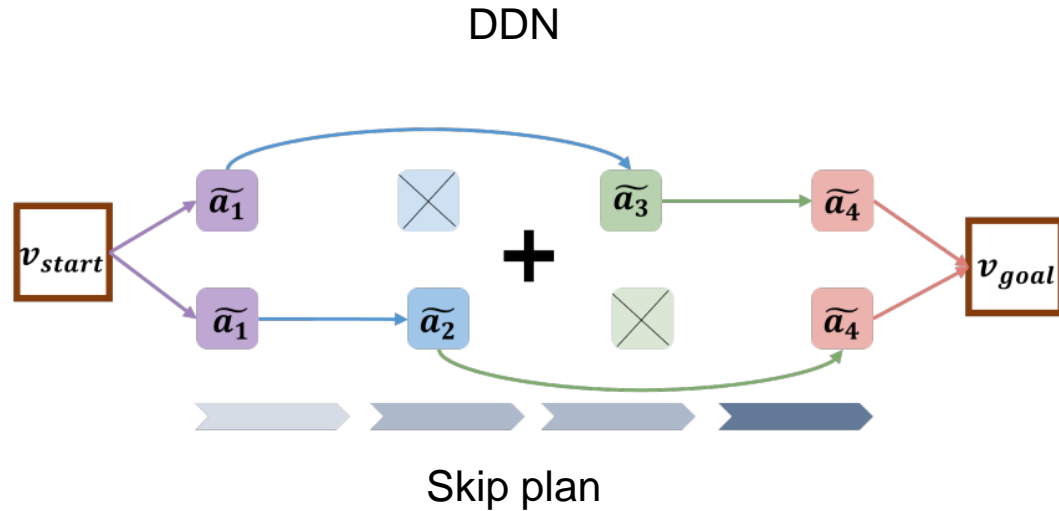 DDN
ã₁ ã₃ ã₄
v_start + v_goal
ã₁ ã₂ ã₄
Skip plan